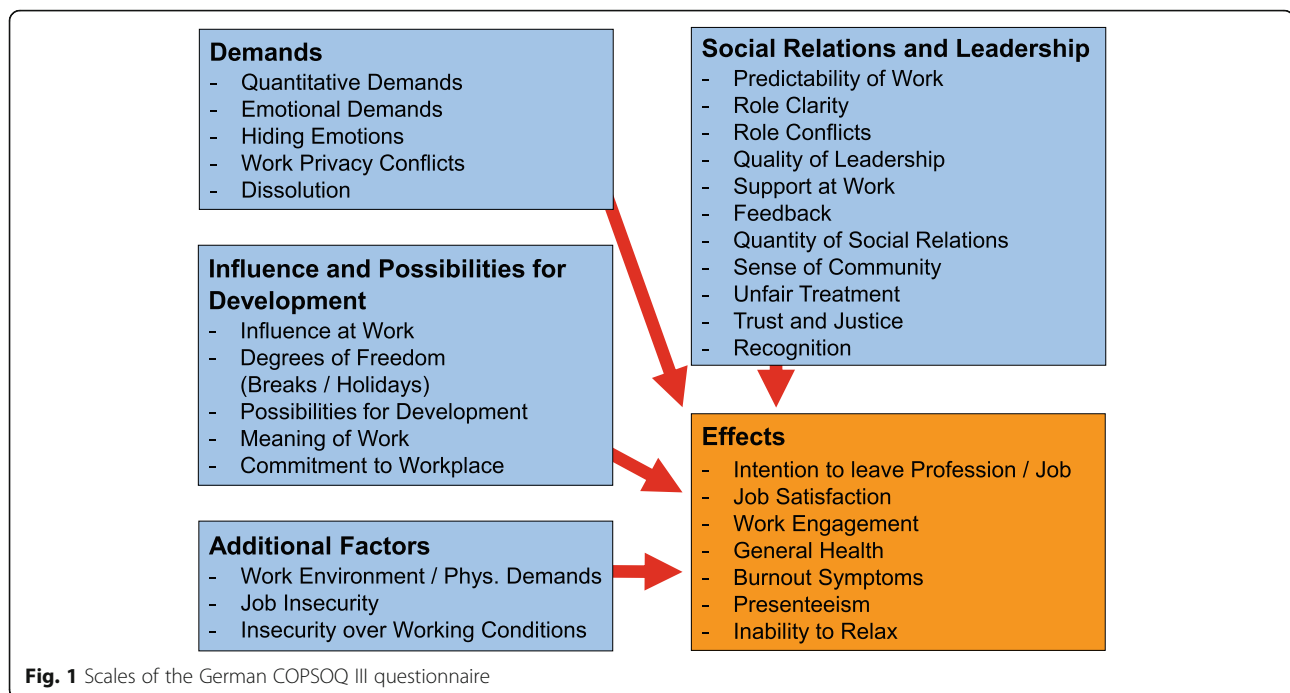 Demands
- Quantitative Demands
- Emotional Demands
- Hiding Emotions
- Work Privacy Conflicts
- Dissolution
Influence and Possibilities for
Development
- Influence at Work
- Degrees of Freedom
(Breaks / Holidays)
- Possibilities for Development
- Meaning of Work
- Commitment to Workplace
Additional Factors
- Work Environment / Phys. Demands
- Job Insecurity
- Insecurity over Working Conditions
Social Relations and Leadership
- Predictability of Work
- Role Clarity
- Role Conflicts
- Quality of Leadership
- Support at Work
- Feedback
- Quantity of Social Relations
- Sense of Community
- Unfair Treatment
- Trust and Justice
- Recognition
Effects
- Intention to leave Profession / Job
- Job Satisfaction
- Work Engagement
- General Health
- Burnout Symptoms
- Presenteeism
- Inability to Relax
Fig. 1 Scales of the German COPSOQ III questionnaire